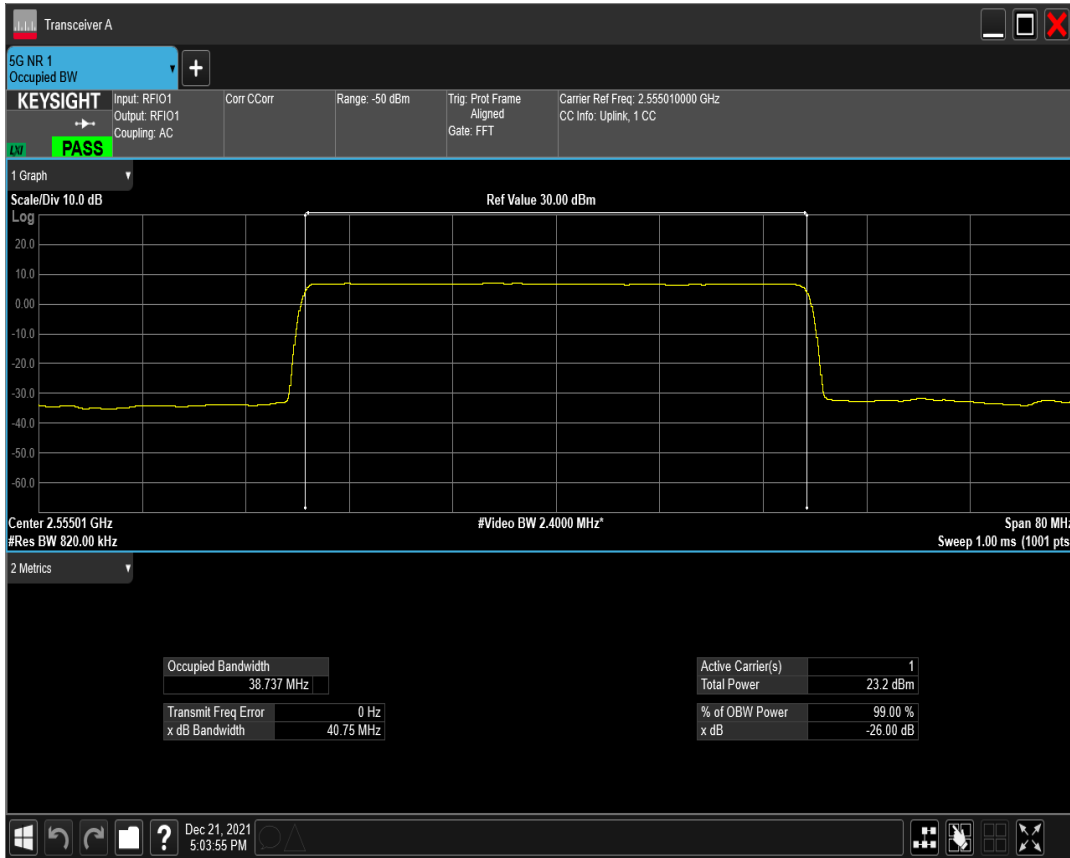 Transceiver A
5G NR 1
Occupied BW
+
KEYSIGHT
LXI
PASS
Input: RFIO1
Output: RFIO1
Coupling: AC
Corr CCorr
Range: -50 dBm
Trig: Prot Frame
Aligned
Gate: FFT
Carrier Ref Freq: 2.555010000 GHz
CC Info: Uplink, 1 CC
1 Graph
Scale/Div 10.0 dB
Ref Value 30.00 dBm
Log
20.0
10.0
0.00
-10.0
-20.0
-30.0
-40.0
-50.0
-60.0
Center 2.55501 GHz
#Video BW 2.4000 MHz*
Span 80 MHz
#Res BW 820.00 kHz
Sweep 1.00 ms (1001 pts
2 Metrics
Occupied Bandwidth
38.737 MHz
Transmit Freq Error 0 Hz
x dB Bandwidth 40.75 MHz
Active Carrier(s) 1
Total Power 23.2 dBm
% of OBW Power 99.00 %
x dB -26.00 dB
?
Dec 21, 2021
5:03:55 PM